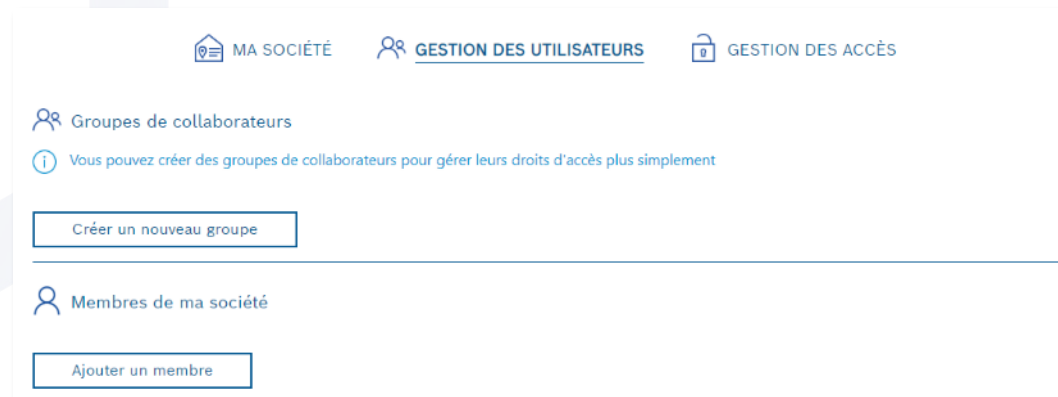 MA SOCIÉTÉ GESTION DES UTILISATEURS GESTION DES ACCÈS
Groupes de collaborateurs
Vous pouvez créer des groupes de collaborateurs pour gérer leurs droits d'accès plus simplement
Créer un nouveau groupe
Membres de ma société
Ajouter un membre